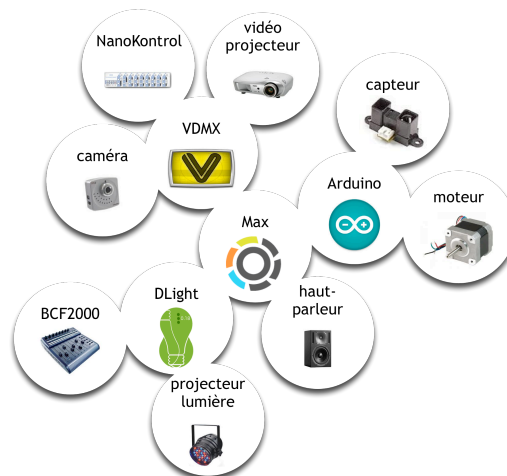 NanoKontrol
vidéo
projecteur
capteur
VDMX
caméra
Arduino
moteur
Max
haut-
parleur
DLight
BCF2000
projecteur
lumière